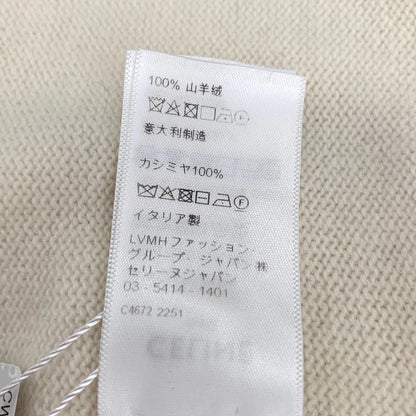 100% 山羊绒
意大利制造
カシミヤ100%
イタリア製
LVMHファッション・
グループ・ジャパン 株
セリーヌジャパン
03 - 5414 - 1401
C4672 2251
CELINE